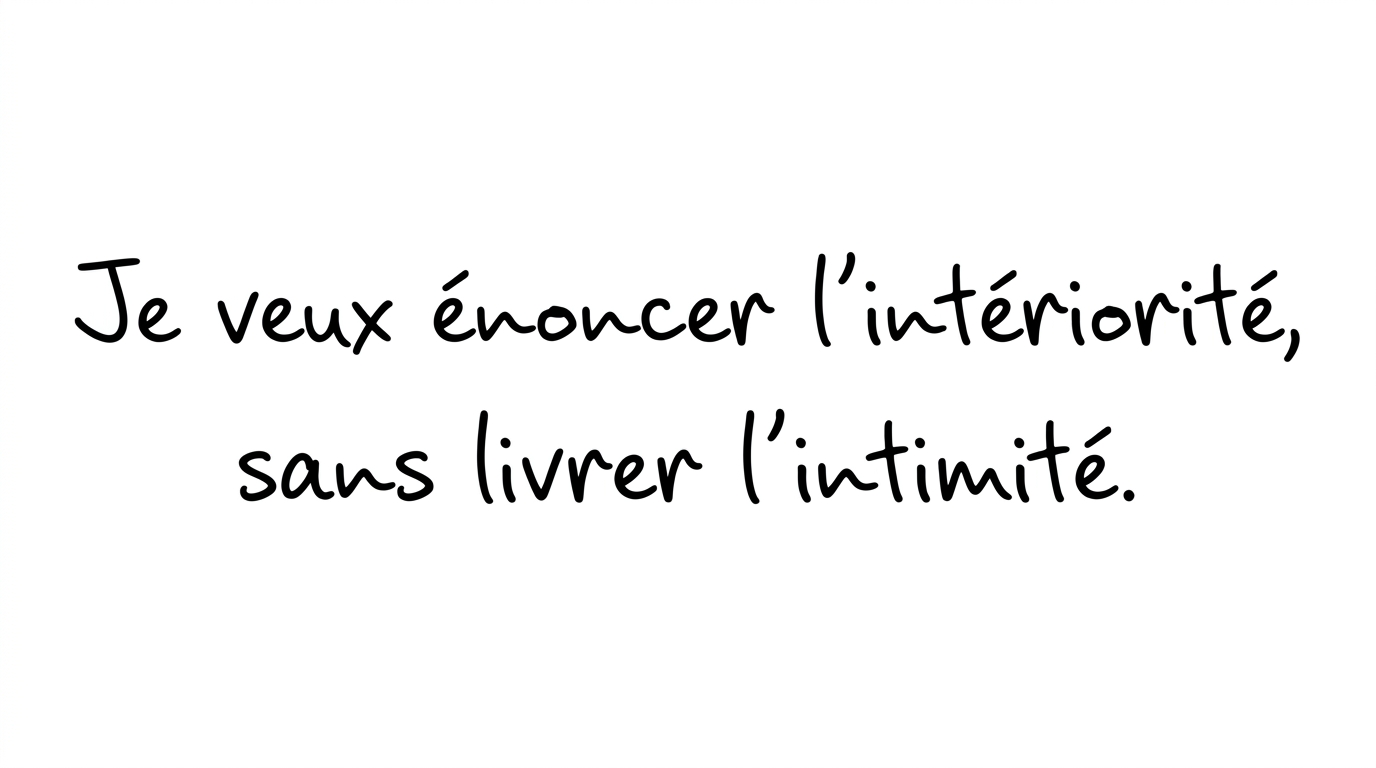 Je veux énoncer l’intériorité,
sans livrer l’intimité.